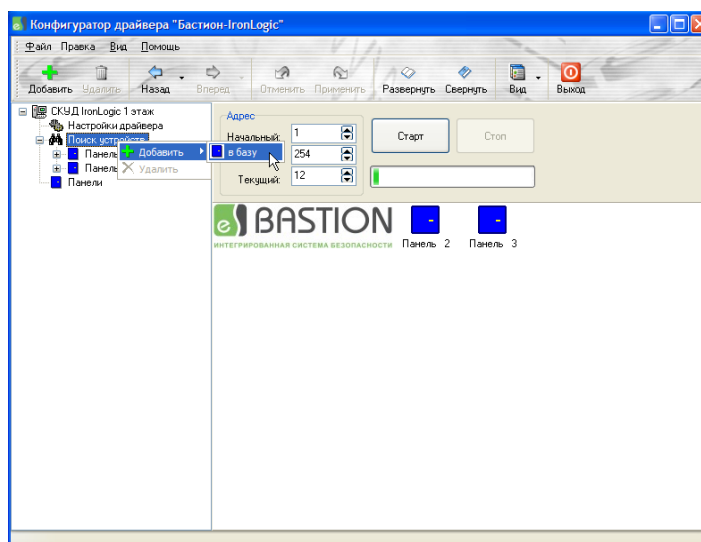 Конфигуратор драйвера "Бастион-IronLogic"
Файл Правка Вид Помощь
Добавить Удалить Назад Вперед Отменить Применить Развернуть Свернуть Вид Выход
СКУД IronLogic 1 этаж
Настройки драйвера
Поиск устройств
Панель
Панель
Панели
Добавить
Удалить
в базу
Адрес
Начальный: 1
254
Текущий: 12
Старт Стоп
eS BASTION
ИНТЕГРИРОВАННАЯ СИСТЕМА БЕЗОПАСНОСТИ
Панель 2 Панель 3